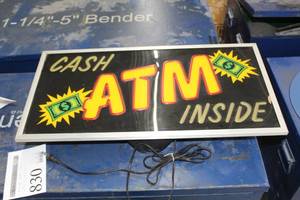 1-1/4"-5" Bender
CASH
ATM
INSIDE
$
$
830